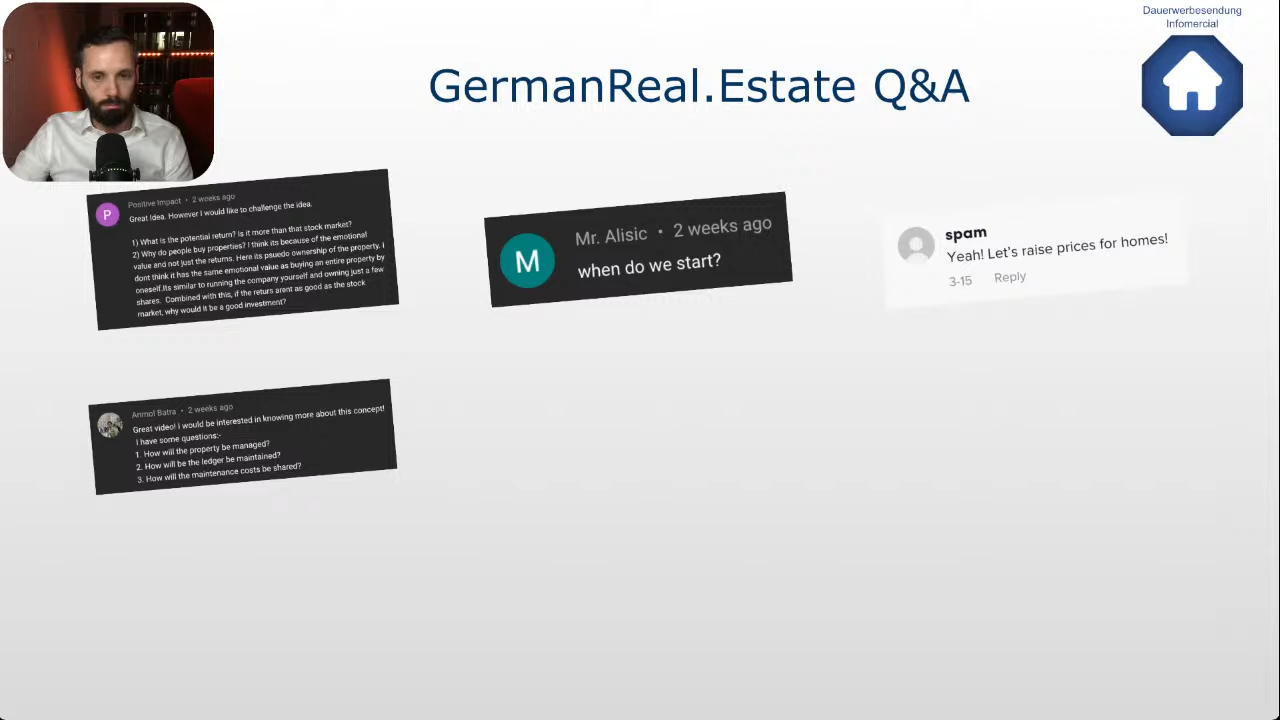 Dauerwerbesendung
Infomercial
GermanReal.Estate Q&A
P
Positive Impact • 2 weeks ago
Great Idea. However I would like to challenge the idea.
1) What is the potential return? Is it more than that stock market?
2) Why do people buy properties? I think its because of the emotional
value and not just the returns. Here its psuedo ownership of the property. I
dont think it has the same emotional value as buying an entire property by
oneself.Its similar to running the company yourself and owning just a few
shares. Combined with this, if the returs arent as good as the stock
market, why would it be a good investment?
M
Mr. Alisic • 2 weeks ago
when do we start?
spam
Yeah! Let's raise prices for homes!
3-15 Reply
Anmol Batra • 2 weeks ago
Great video! I would be interested in knowing more about this concept!
I have some questions:-
1. How will the property be managed?
2. How will be the ledger be maintained?
3. How will the maintenance costs be shared?